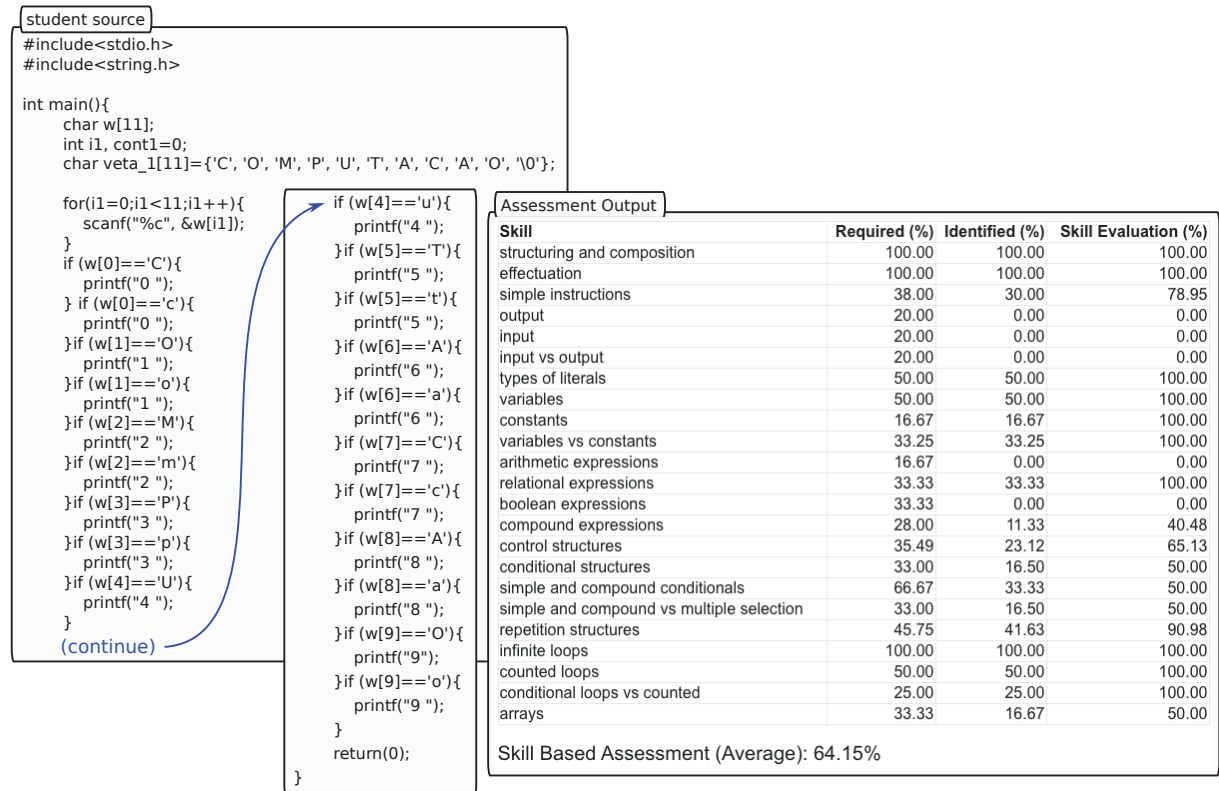 student source
#include<stdio.h>
#include<string.h>
int main(){
char w[11];
int i1, cont1=0;
char veta_1[11]={'C', 'O', 'M', 'P', 'U', 'T', 'A', 'C', 'A', 'O', '\0'};
for(i1=0;i1<11;i1++){
scanf("%c", &w[i1]);
}
if (w[0]=='C'){
printf("0 ");
} if (w[0]=='c'){
printf("0 ");
}if (w[1]=='O'){
printf("1 ");
}if (w[1]=='o'){
printf("1 ");
}if (w[2]=='M'){
printf("2 ");
}if (w[2]=='m'){
printf("2 ");
}if (w[3]=='P'){
printf("3 ");
}if (w[3]=='p'){
printf("3 ");
}if (w[4]=='U'){
printf("4 ");
}
(continue)
if (w[4]=='u'){
printf("4 ");
}if (w[5]=='T'){
printf("5 ");
}if (w[5]=='t'){
printf("5 ");
}if (w[6]=='A'){
printf("6 ");
}if (w[6]=='a'){
printf("6 ");
}if (w[7]=='C'){
printf("7 ");
}if (w[7]=='c'){
printf("7 ");
}if (w[8]=='A'){
printf("8 ");
}if (w[8]=='a'){
printf("8 ");
}if (w[9]=='O'){
printf("9");
}if (w[9]=='o'){
printf("9 ");
}
return(0);
}
Assessment Output
Skill Required (%) Identified (%) Skill Evaluation (%)
structuring and composition 100.00 100.00 100.00
effectuation 100.00 100.00 100.00
simple instructions 38.00 30.00 78.95
output 20.00 0.00 0.00
input 20.00 0.00 0.00
input vs output 20.00 0.00 0.00
types of literals 50.00 50.00 100.00
variables 50.00 50.00 100.00
constants 16.67 16.67 100.00
variables vs constants 33.25 33.25 100.00
arithmetic expressions 16.67 0.00 0.00
relational expressions 33.33 33.33 100.00
boolean expressions 33.33 0.00 0.00
compound expressions 28.00 11.33 40.48
control structures 35.49 23.12 65.13
conditional structures 33.00 16.50 50.00
simple and compound conditionals 66.67 33.33 50.00
simple and compound vs multiple selection 33.00 16.50 50.00
repetition structures 45.75 41.63 90.98
infinite loops 100.00 100.00 100.00
counted loops 50.00 50.00 100.00
conditional loops vs counted 25.00 25.00 100.00
arrays 33.33 16.67 50.00
Skill Based Assessment (Average): 64.15%